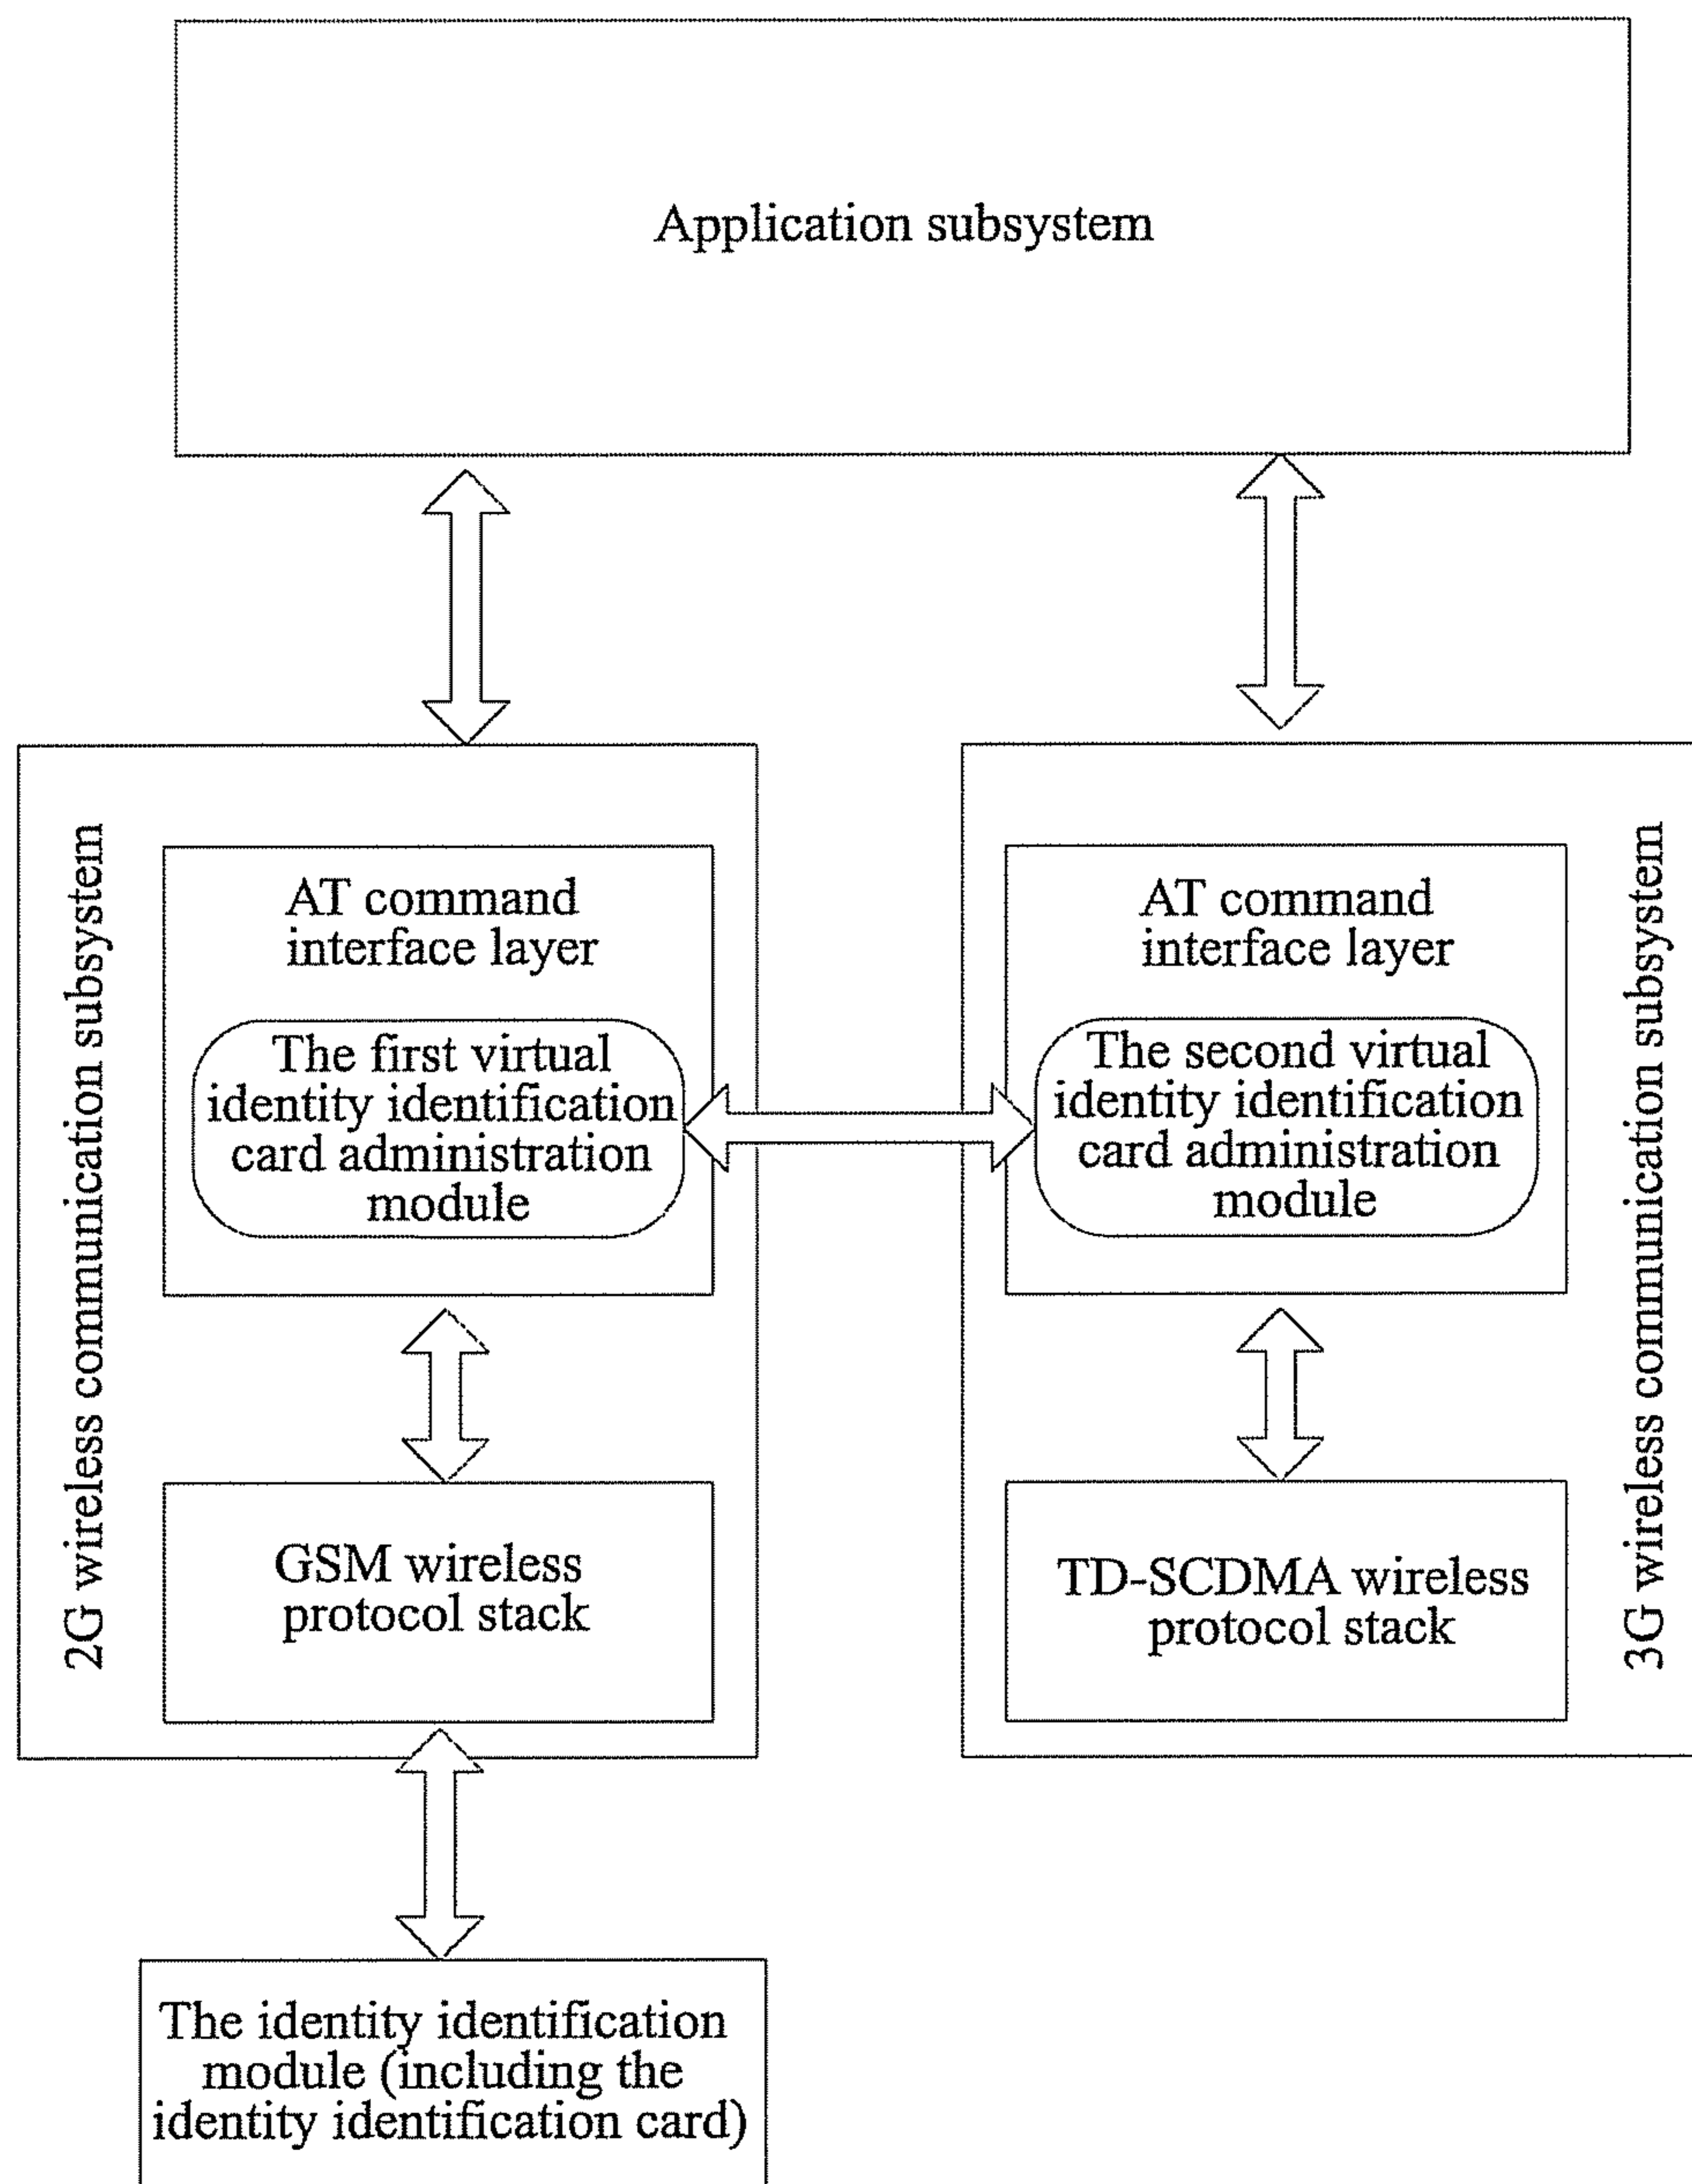 Application subsystem
2G wireless communication subsystem
AT command
interface layer
The first virtual
identity identification
card administration
module
GSM wireless
protocol stack
AT command
interface layer
The second virtual
identity identification
card administration
module
TD-SCDMA wireless
protocol stack
3G wireless communication subsystem
The identity identification
module (including the
identity identification card)